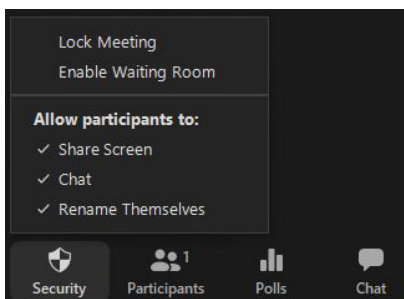 Lock Meeting
Enable Waiting Room
Allow participants to:
✓ Share Screen
✓ Chat
✓ Rename Themselves
1
Security Participants Polls Chat